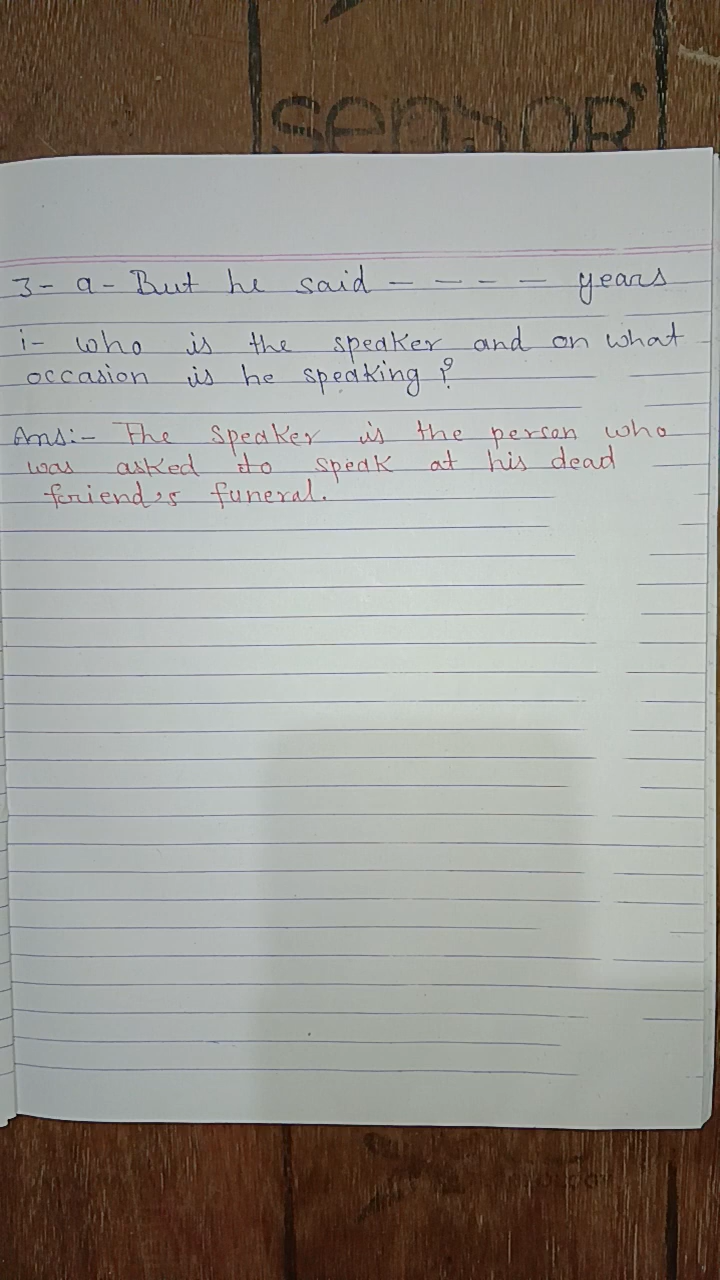 senSOR
3- a- But he said - - - - years
i- who is the speaker and on what
occasion is he speaking ?
Ans:- The speaker is the person who
was asked to speak at his dead
friend's funeral.